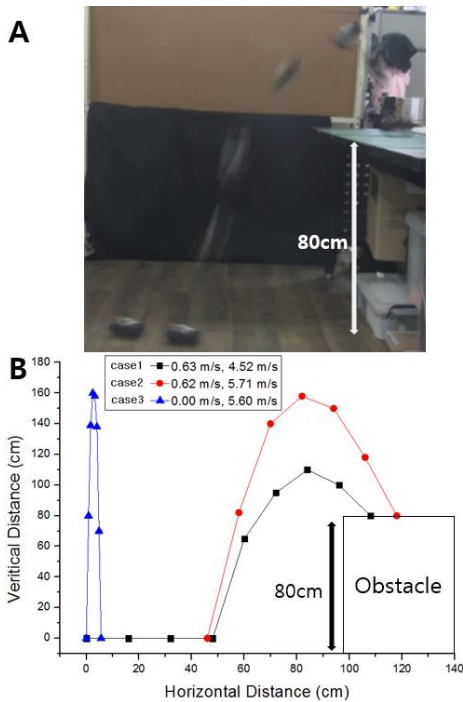 A
80cm
B
case1 0.63 m/s, 4.52 m/s
case2 0.62 m/s, 5.71 m/s
case3 0.00 m/s, 5.60 m/s
180
160
140
120
100
80
60
40
20
0
Veritical Distance (cm)
80cm
Obstacle
0 20 40 60 80 100 120 140
Horizontal Distance (cm)